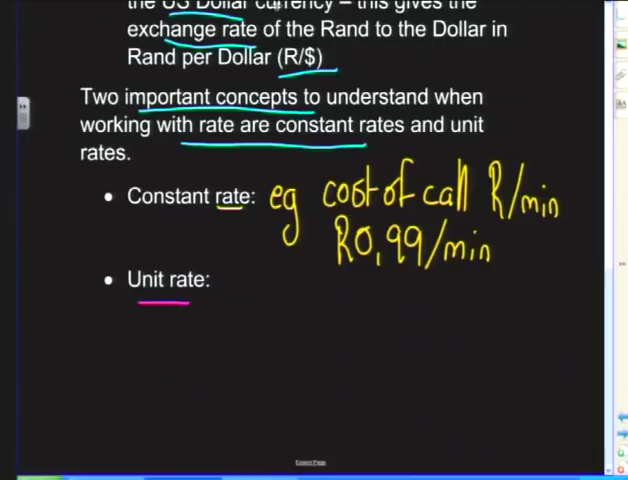 the US Dollar currency – this gives the
exchange rate of the Rand to the Dollar in
Rand per Dollar (R/$)
Two important concepts to understand when
working with rate are constant rates and unit
rates.
• Constant rate: eg cost of call R/min
R0,99/min
• Unit rate:
Extend Page